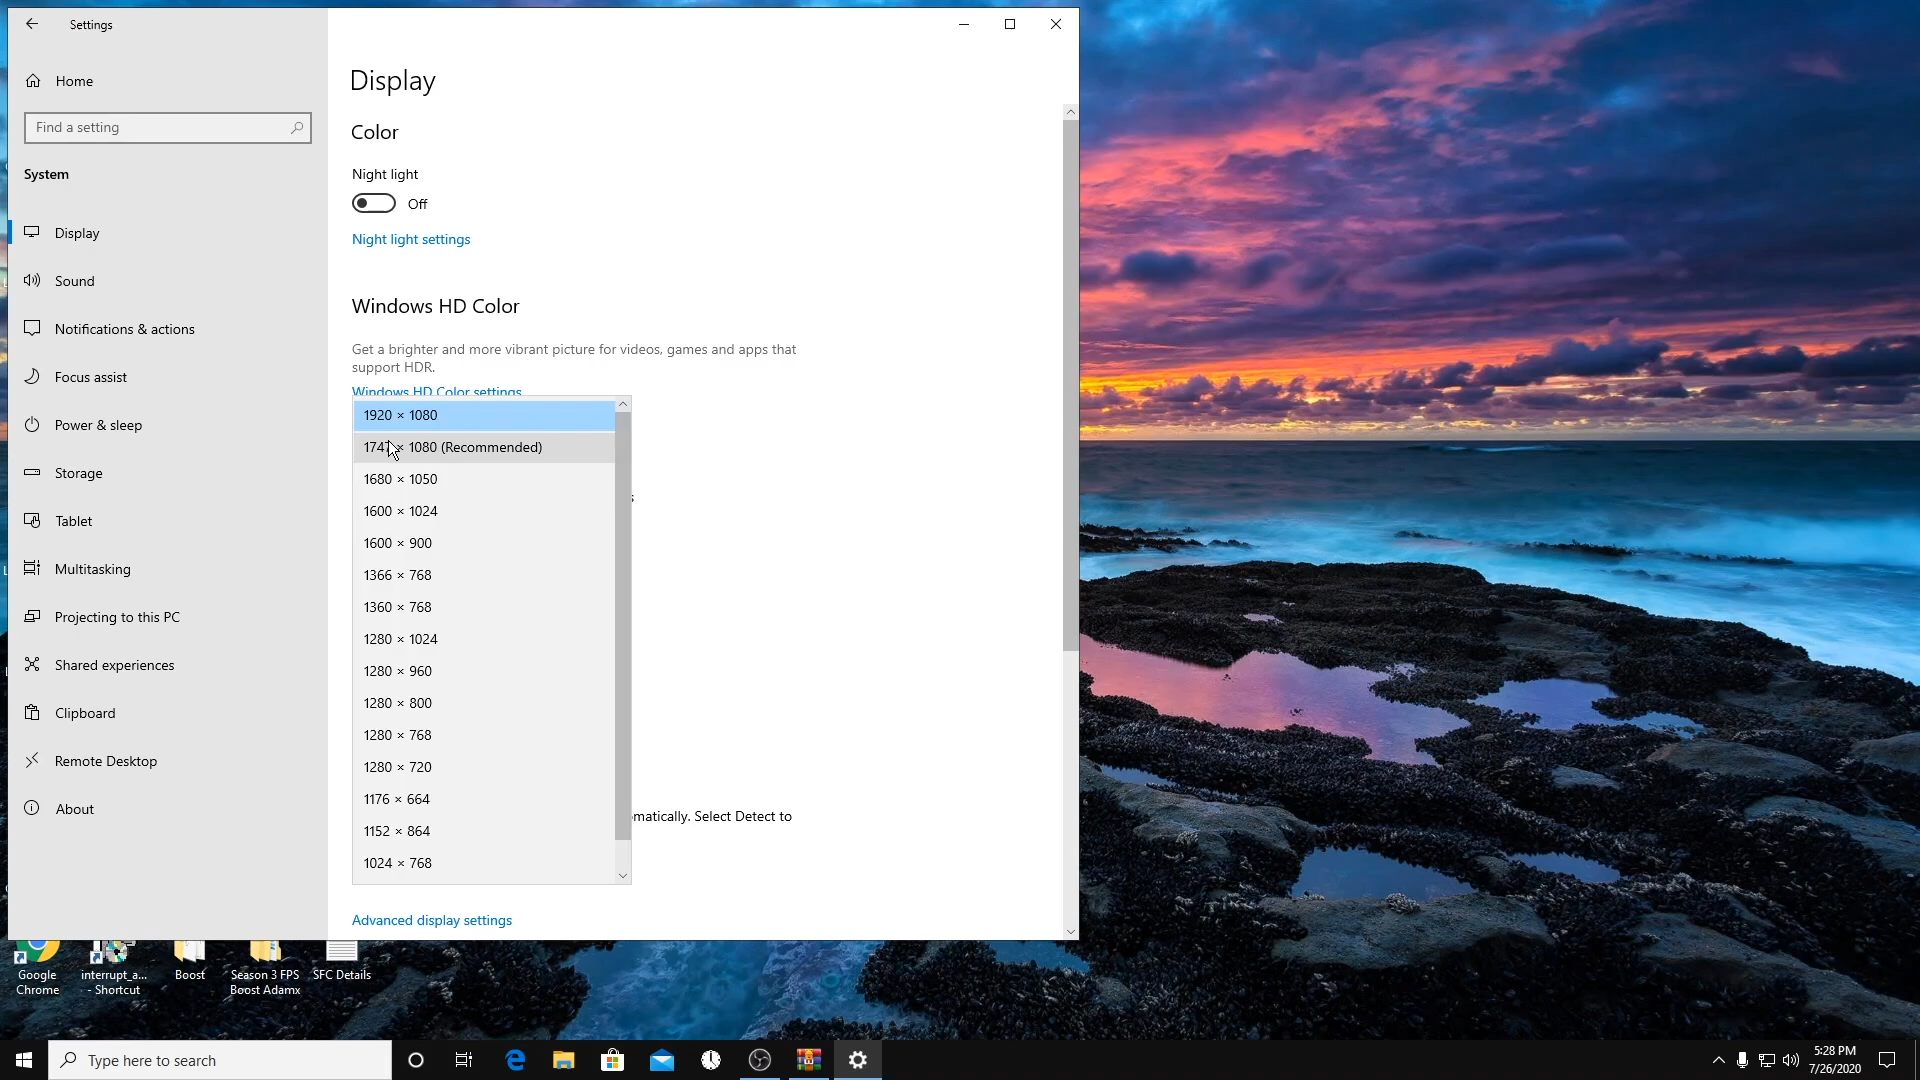 Settings
Home
Find a setting
System
Display
Sound
Notifications & actions
Focus assist
Power & sleep
Storage
Tablet
Multitasking
Projecting to this PC
Shared experiences
Clipboard
Remote Desktop
About
Display
Color
Night light
Off
Night light settings
Windows HD Color
Get a brighter and more vibrant picture for videos, games and apps that
support HDR.
Windows HD Color settings
1920 × 1080
× 1080 (Recommended)
1680 × 1050
1600 × 1024
1600 × 900
1366 × 768
1360 × 768
1280 × 1024
1280 × 960
1280 × 800
1280 × 768
1280 × 720
1176 × 664
1152 × 864
1024 × 768
s
matically. Select Detect to
Advanced display settings
Google
Chrome
interrupt_a...
- Shortcut
Boost
Season 3 FPS
Boost Adamx
SFC Details
Type here to search
5:28 PM
7/26/2020